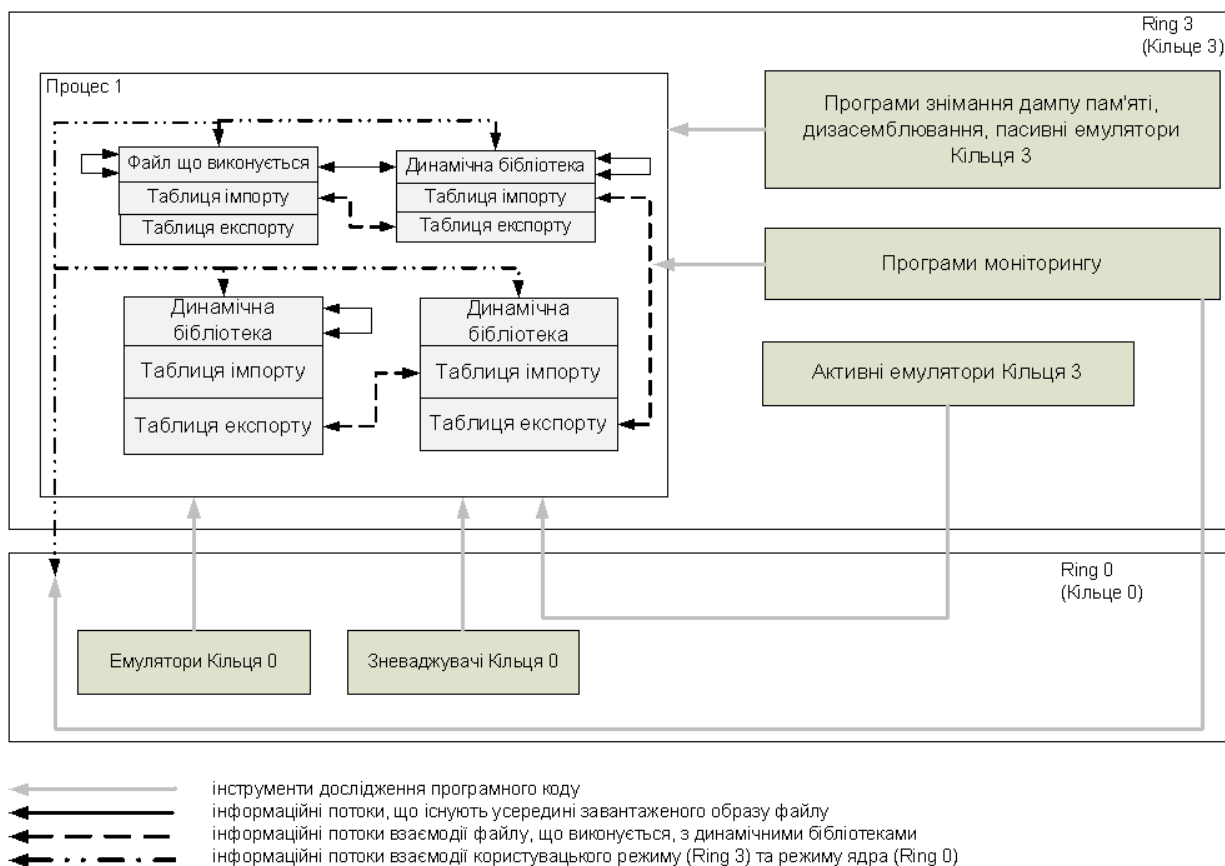 Ring 3
(Кільце 3)
Процес 1
Програми знімання дампу пам'яті,
дизасемблювання, пасивні емулятори
Кільця 3
Файл що виконується
Таблиця імпорту
Таблиця експорту
Динамічна бібліотека
Таблиця імпорту
Таблиця експорту
Програми моніторингу
Динамічна
бібліотека
Таблиця імпорту
Таблиця експорту
Динамічна
бібліотека
Таблиця імпорту
Таблиця експорту
Активні емулятори Кільця 3
Ring 0
(Кільце 0)
Емулятори Кільця 0
Зневаджувачі Кільця 0
інструменти дослідження програмного коду
інформаційні потоки, що існують усередині завантаженого образу файлу
інформаційні потоки взаємодії файлу, що виконується, з динамічними бібліотеками
інформаційні потоки взаємодії користувацького режиму (Ring 3) та режиму ядра (Ring 0)